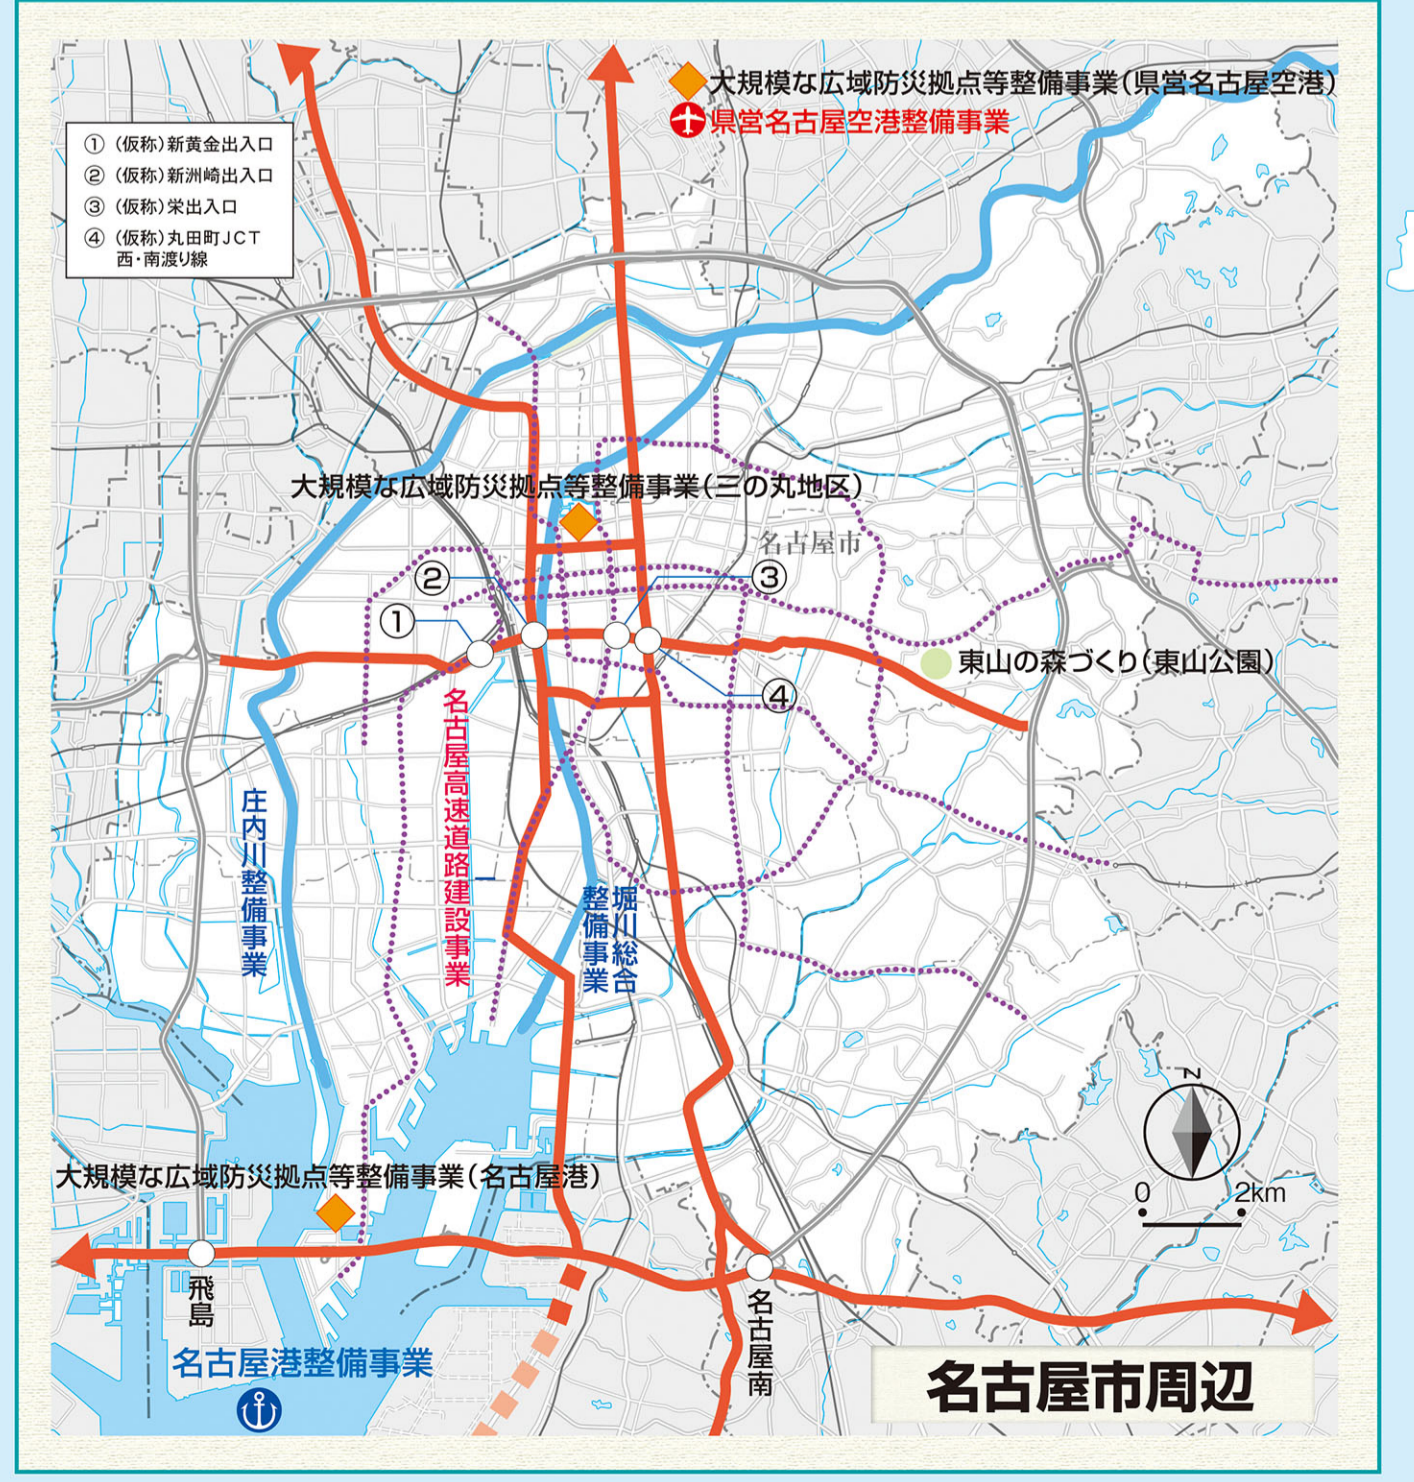 大規模な広域防災拠点等整備事業(県営名古屋空港)
県営名古屋空港整備事業
① (仮称)新黄金出入口
② (仮称)新洲崎出入口
③ (仮称)栄出入口
④ (仮称)丸田町JCT
西・南渡り線
大規模な広域防災拠点等整備事業(三の丸地区)
名古屋市
②
③
①
東山の森づくり(東山公園)
④
名古屋高速道路建設事業
庄内川整備事業
堀川総合
整備事業
N
0 2km
大規模な広域防災拠点等整備事業(名古屋港)
飛島
名古屋南
名古屋港整備事業
名古屋市周辺